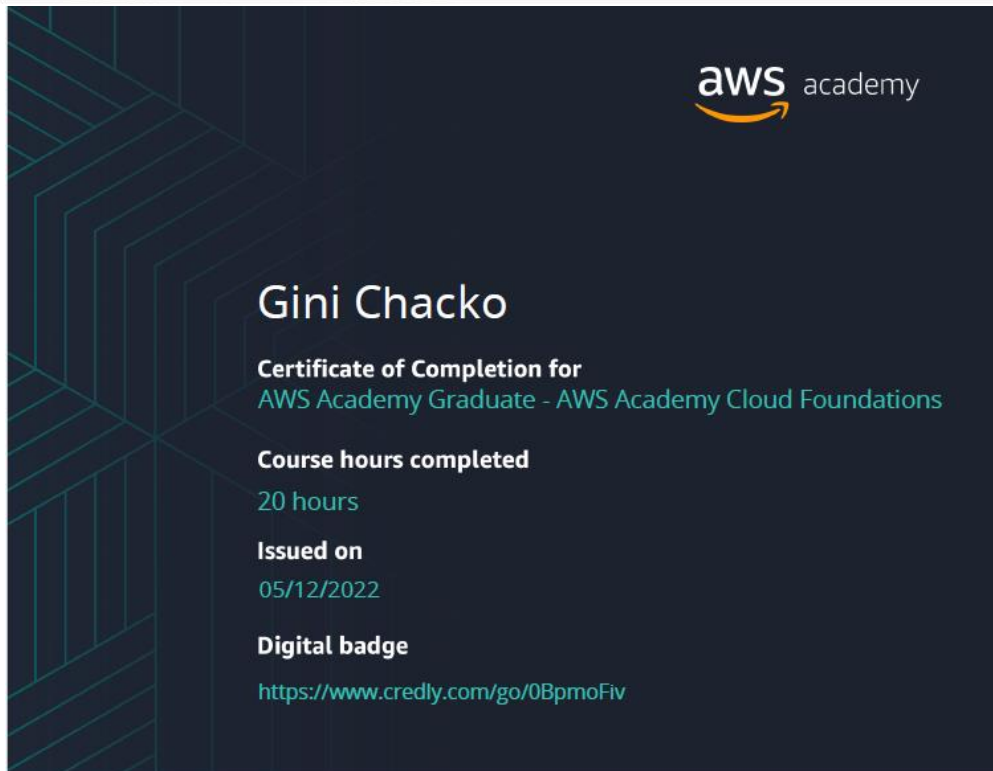 aws academy
Gini Chacko
Certificate of Completion for
AWS Academy Graduate - AWS Academy Cloud Foundations
Course hours completed
20 hours
Issued on
05/12/2022
Digital badge
https://www.credly.com/go/0BpmoFiv